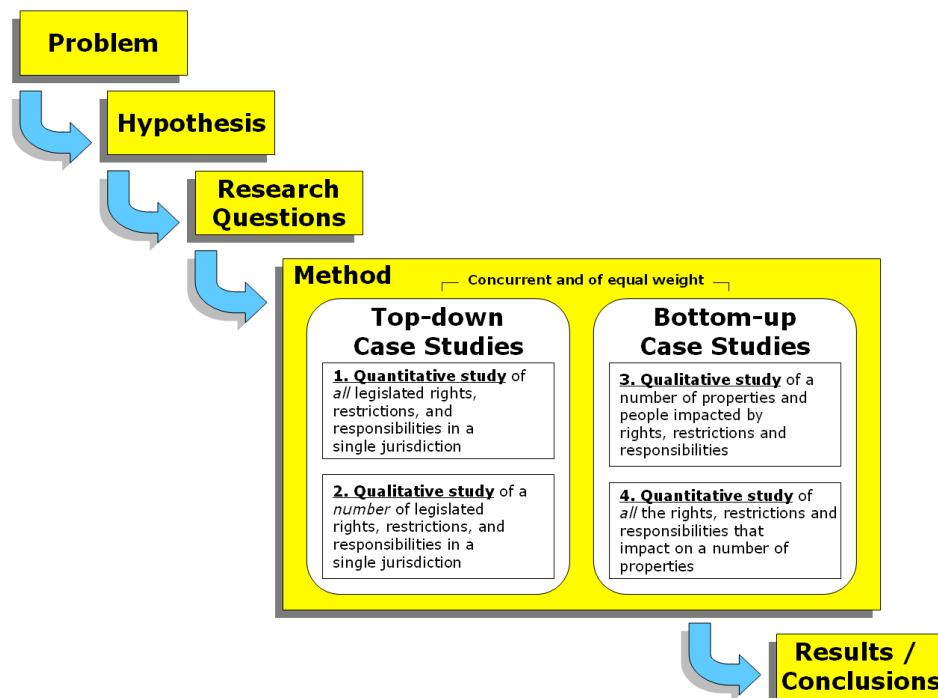 Problem
Hypothesis
Research
Questions
Method
Concurrent and of equal weight
Top-down
Case Studies
1. Quantitative study of
all legislated rights,
restrictions, and
responsibilities in a
single jurisdiction
2. Qualitative study of a
number of legislated
rights, restrictions, and
responsibilities in a
single jurisdiction
Bottom-up
Case Studies
3. Qualitative study of a
number of properties and
people impacted by
rights, restrictions and
responsibilities
4. Quantitative study of
all the rights, restrictions and
responsibilities that
impact on a number of
properties
Results /
Conclusions